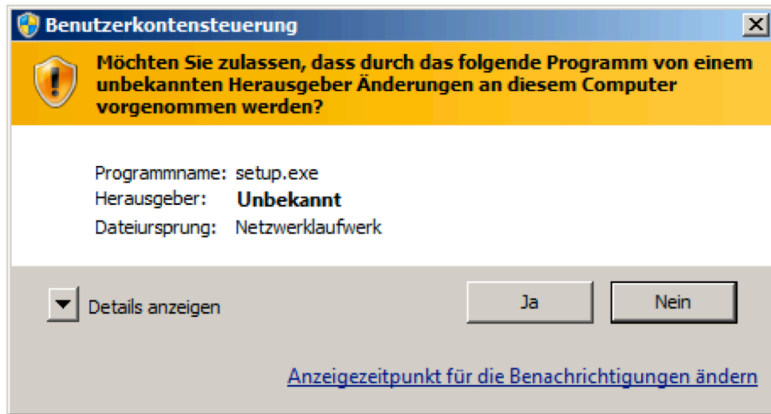 Benutzerkontensteuerung
Möchten Sie zulassen, dass durch das folgende Programm von einem
unbekannten Herausgeber Änderungen an diesem Computer
vorgenommen werden?
Programmname: setup.exe
Herausgeber: Unbekannt
Dateiursprung: Netzwerklaufwerk
Details anzeigen
Ja
Nein
Anzeigezeitpunkt für die Benachrichtigungen ändern